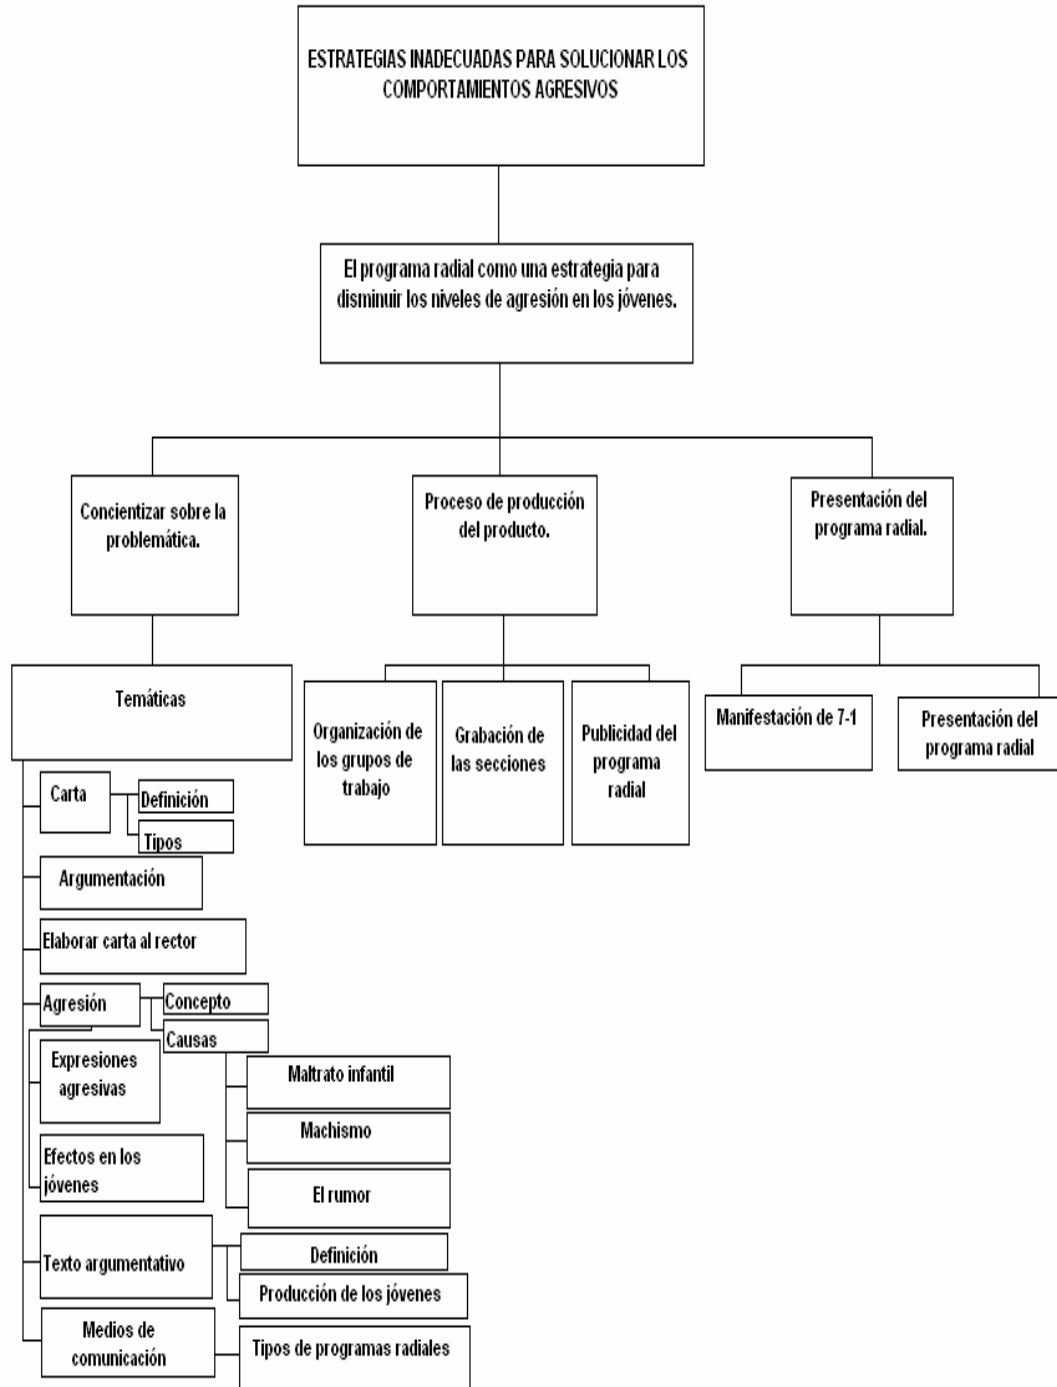 ESTRATEGIAS INADECUADAS PARA SOLUCIONAR LOS
COMPORTAMIENTOS AGRESIVOS
El programa radial como una estrategia para
disminuir los niveles de agresión en los jóvenes.
Concientizar sobre la
problemática.
Proceso de producción
del producto.
Presentación del
programa radial.
Temáticas
Organización de
los grupos de
trabajo
Grabación de
las secciones
Publicidad del
programa
radial
Manifestación de 7-1
Presentación del
programa radial
Carta
Definición
Tipos
Argumentación
Elaborar carta al rector
Agresión
Concepto
Causas
Expresiones
agresivas
Maltrato infantil
Machismo
El rumor
Efectos en los
jóvenes
Texto argumentativo
Definición
Producción de los jóvenes
Medios de
comunicación
Tipos de programas radiales